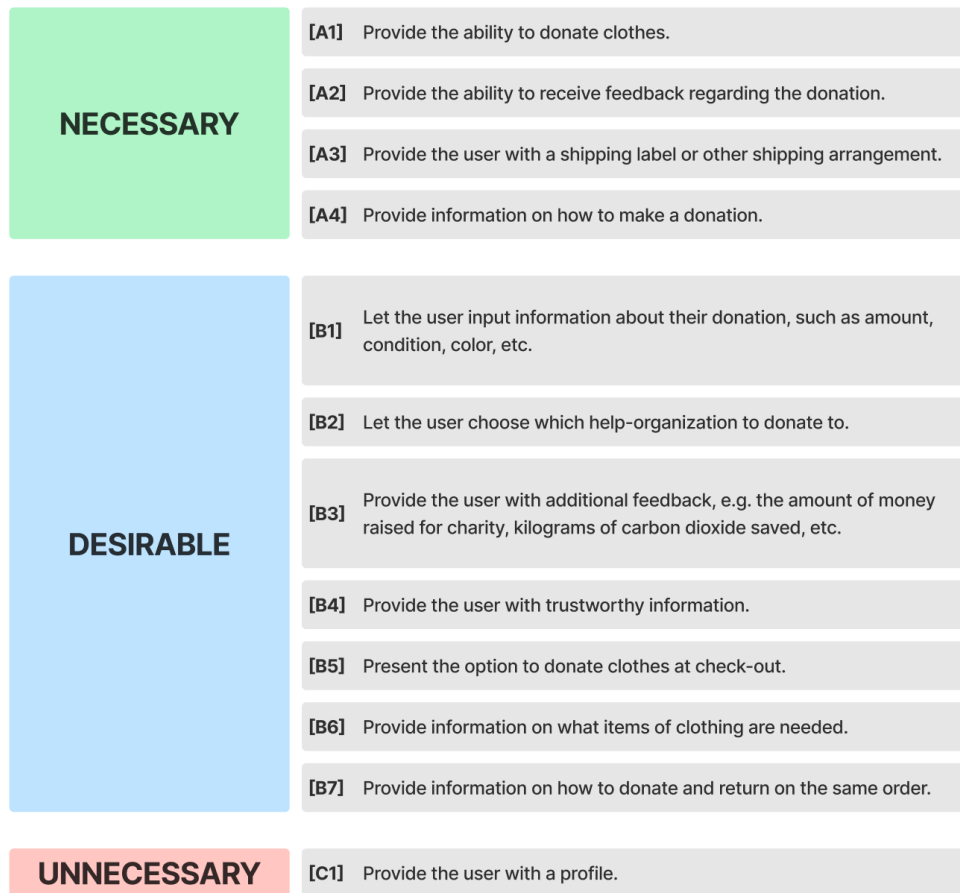 NECESSARY
[A1] Provide the ability to donate clothes.
[A2] Provide the ability to receive feedback regarding the donation.
[A3] Provide the user with a shipping label or other shipping arrangement.
[A4] Provide information on how to make a donation.
DESIRABLE
[B1] Let the user input information about their donation, such as amount,
condition, color, etc.
[B2] Let the user choose which help-organization to donate to.
[B3] Provide the user with additional feedback, e.g. the amount of money
raised for charity, kilograms of carbon dioxide saved, etc.
[B4] Provide the user with trustworthy information.
[B5] Present the option to donate clothes at check-out.
[B6] Provide information on what items of clothing are needed.
[B7] Provide information on how to donate and return on the same order.
UNNECESSARY
[C1] Provide the user with a profile.